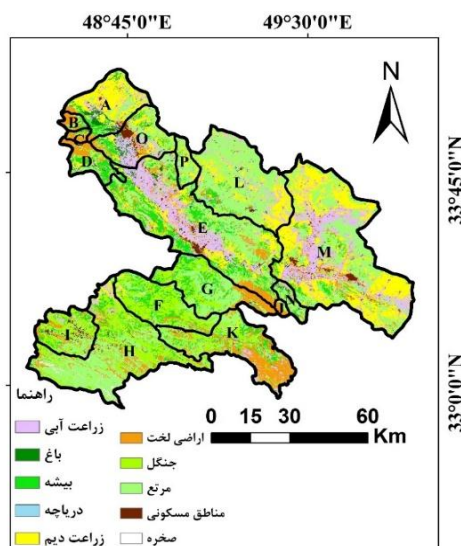 48°45'0"E 49°30'0"E
N
33°45'0"N
33°0'0"N
A
B
C
O
D
P
L
E
M
G
N
J
F
K
I
H
راهنما
0 15 30 60
Km
زراعت آبی
اراضی لخت
باغ
جنگل
بیشه
مرتع
دریاچه
مناطق مسکونی
زراعت دیم
صخره